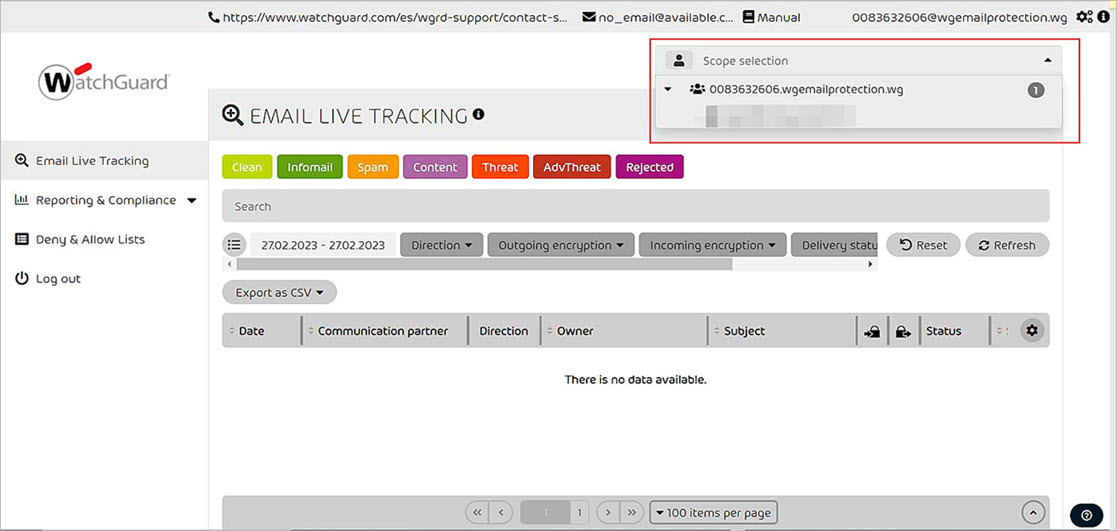 https://www.watchguard.com/es/wgrd-support/contact-s... no_email@available.c... Manual 0083632606@wgemailprotection.wg
WatchGuard
Scope selection
0083632606.wgemailprotection.wg 1
EMAIL LIVE TRACKING
Email Live Tracking
Reporting & Compliance
Deny & Allow Lists
Log out
Clean Infomail Spam Content Threat AdvThreat Rejected
Search
27.02.2023 - 27.02.2023 Direction Outgoing encryption Incoming encryption Delivery statu Reset Refresh
Export as CSV
Date Communication partner Direction Owner Subject Status
There is no data available.
1 1 100 items per page